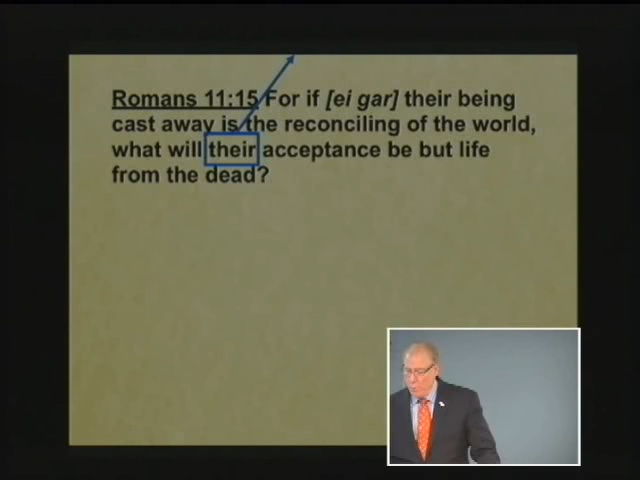 Romans 11:15 For if [ei gar] their being
cast away is the reconciling of the world,
what will their acceptance be but life
from the dead?